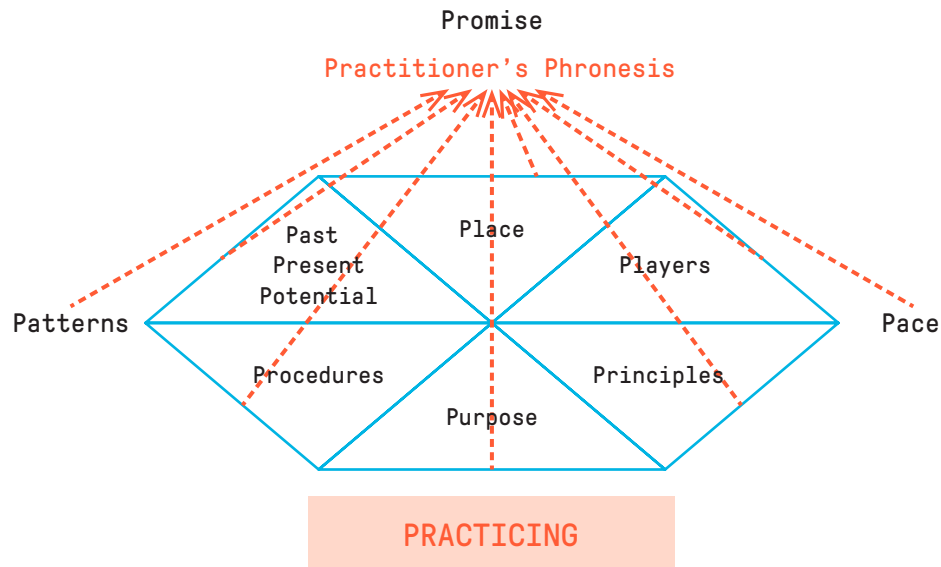 Promise
Practitioner’s Phronesis
Place
Past
Present
Potential
Players
Patterns
Pace
Procedures
Principles
Purpose
PRACTICING